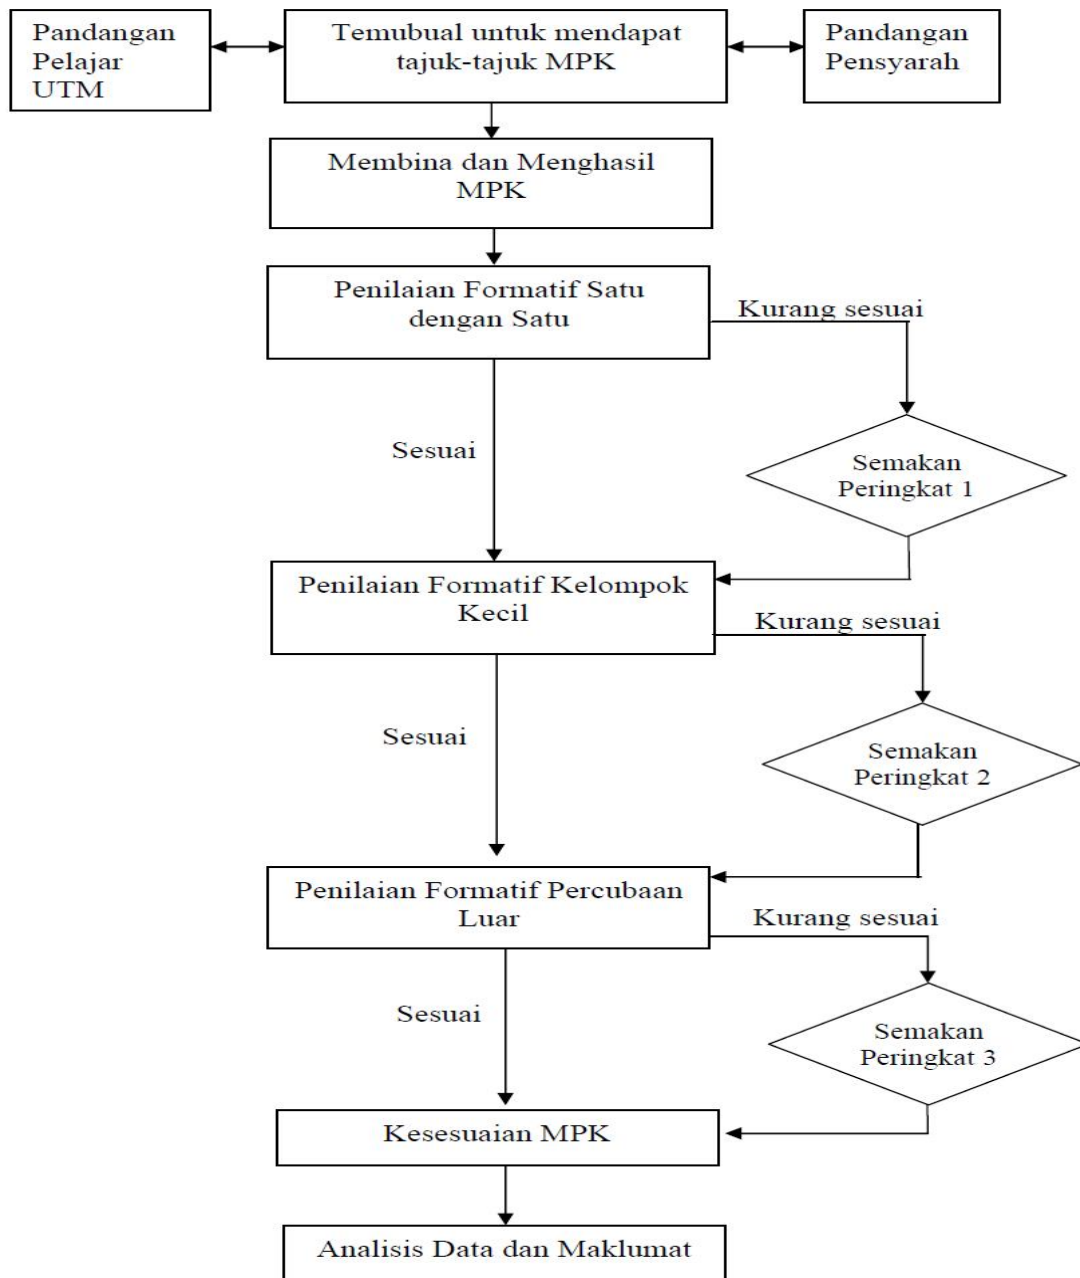 Pandangan
Pelajar
UTM
Temubual untuk mendapat
tajuk-tajuk MPK
Pandangan
Pensyarah
Membina dan Menghasil
MPK
Penilaian Formatif Satu
dengan Satu
Kurang sesuai
Sesuai
Semakan
Peringkat 1
Penilaian Formatif Kelompok
Kecil
Kurang sesuai
Sesuai
Semakan
Peringkat 2
Penilaian Formatif Percubaan
Luar
Kurang sesuai
Sesuai
Semakan
Peringkat 3
Kesesuaian MPK
Analisis Data dan Maklumat